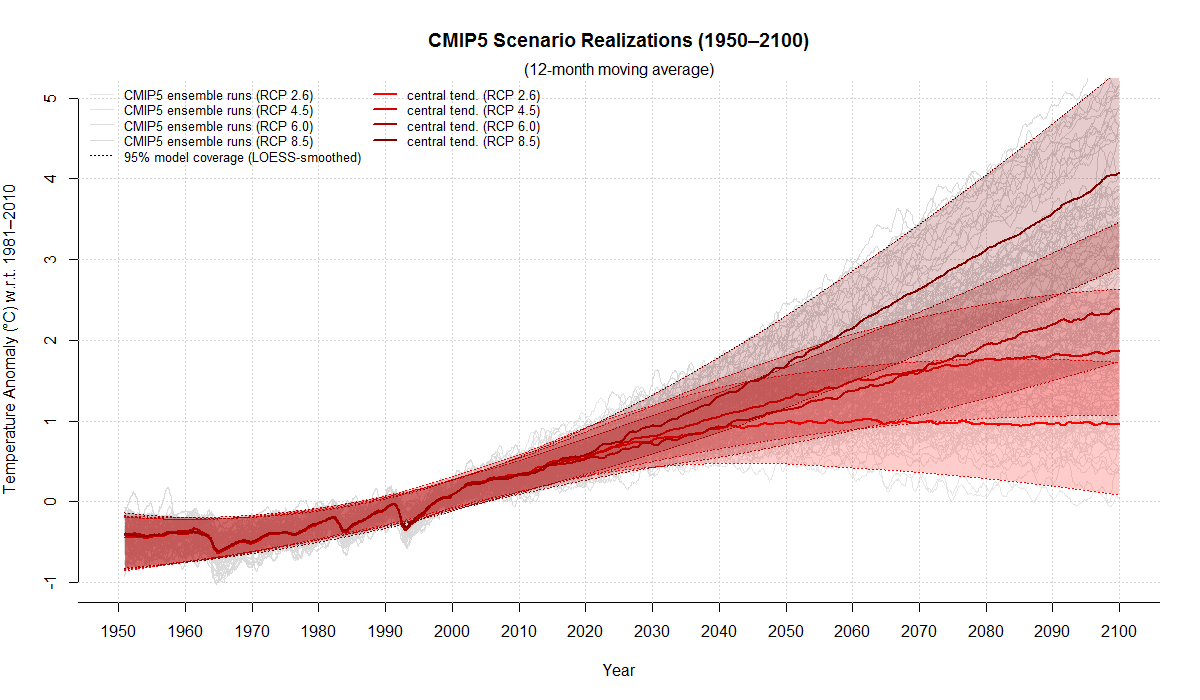 CMIP5 Scenario Realizations (1950–2100)
(12-month moving average)
CMIP5 ensemble runs (RCP 2.6)
CMIP5 ensemble runs (RCP 4.5)
CMIP5 ensemble runs (RCP 6.0)
CMIP5 ensemble runs (RCP 8.5)
95% model coverage (LOESS-smoothed)
central tend. (RCP 2.6)
central tend. (RCP 4.5)
central tend. (RCP 6.0)
central tend. (RCP 8.5)
Temperature Anomaly (°C) w.r.t. 1981–2010
5
4
3
2
1
0
-1
1950 1960 1970 1980 1990 2000 2010 2020 2030 2040 2050 2060 2070 2080 2090 2100
Year